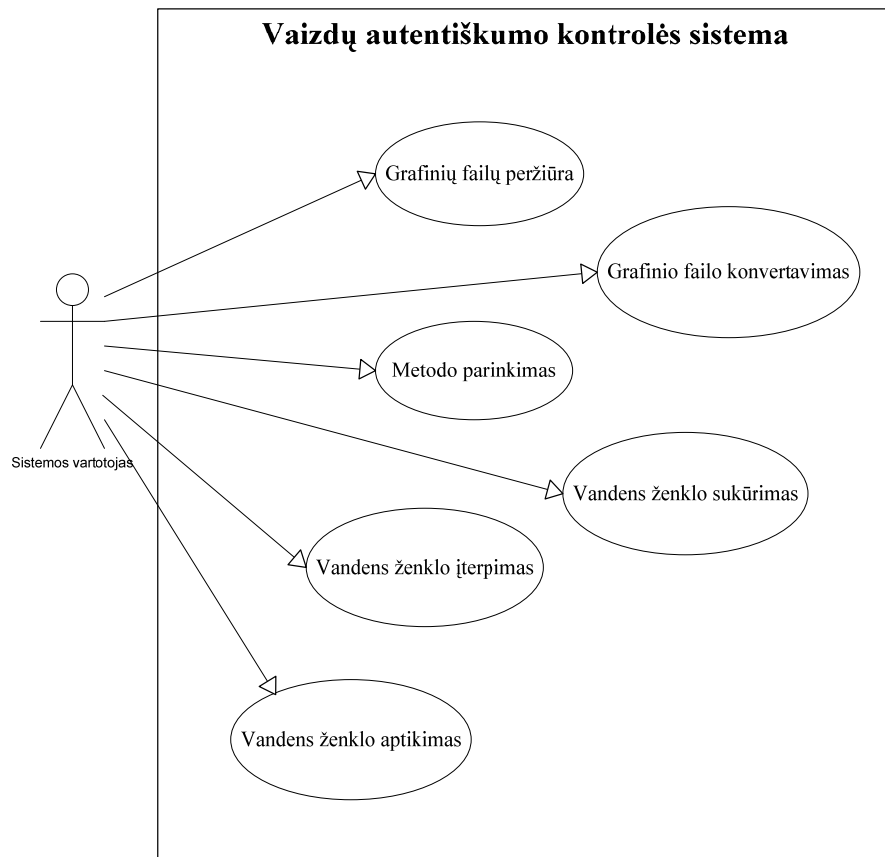 Vaizdų autentiškumo kontrolės sistema
Grafinių failų peržiūra
Grafinio failo konvertavimas
Metodo parinkimas
Sistemos vartotojas
Vandens ženklo sukūrimas
Vandens ženklo įterpimas
Vandens ženklo aptikimas